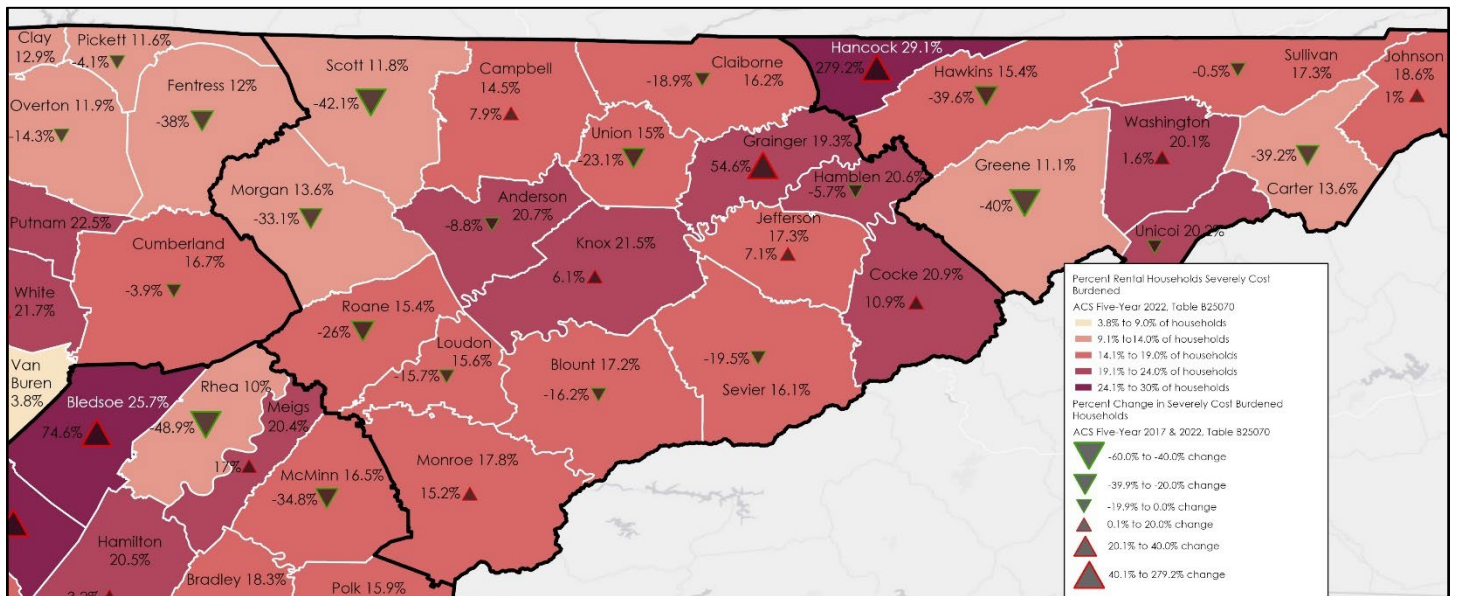 Clay
12.9%
Pickett 11.6%
-4.1%
Overton 11.9%
-14.3%
Fentress 12%
-38%
Scott 11.8%
-42.1%
Campbell
14.5%
7.9%
Claiborne
-18.9%
16.2%
Hancock 29.1%
279.2%
Hawkins 15.4%
-39.6%
Sullivan
-0.5%
17.3%
Johnson
18.6%
1%
Union 15%
-23.1%
Grainger 19.3%
54.6%
Hamblen 20.6%
-5.7%
Greene 11.1%
-40%
Washington
20.1%
1.6%
-39.2%
Carter 13.6%
Unicoi 20.2%
Morgan 13.6%
-33.1%
Anderson
20.7%
-8.8%
Knox 21.5%
6.1%
Jefferson
17.3%
7.1%
Cocke 20.9%
10.9%
Putnam 22.5%
Cumberland
16.7%
-3.9%
White
21.7%
Roane 15.4%
-26%
Loudon
15.6%
-15.7%
Blount 17.2%
-16.2%
-19.5%
Sevier 16.1%
Van
Buren
3.8%
Bledsoe 25.7%
74.6%
Rhea 10%
-48.9%
Meigs
20.4%
17%
McMinn 16.5%
-34.8%
Monroe 17.8%
15.2%
Hamilton
20.5%
Bradley 18.3%
Polk 15.9%
Percent Rental Households Severely Cost
Burdened
ACS Five-Year 2022, Table B25070
3.8% to 9.0% of households
9.1% to14.0% of households
14.1% to 19.0% of households
19.1% to 24.0% of households
24.1% to 30% of households
Percent Change in Severely Cost Burdened
Households
ACS Five-Year 2017 & 2022, Table B25070
-60.0% to -40.0% change
-39.9% to -20.0% change
-19.9% to 0.0% change
0.1% to 20.0% change
20.1% to 40.0% change
40.1% to 279.2% change